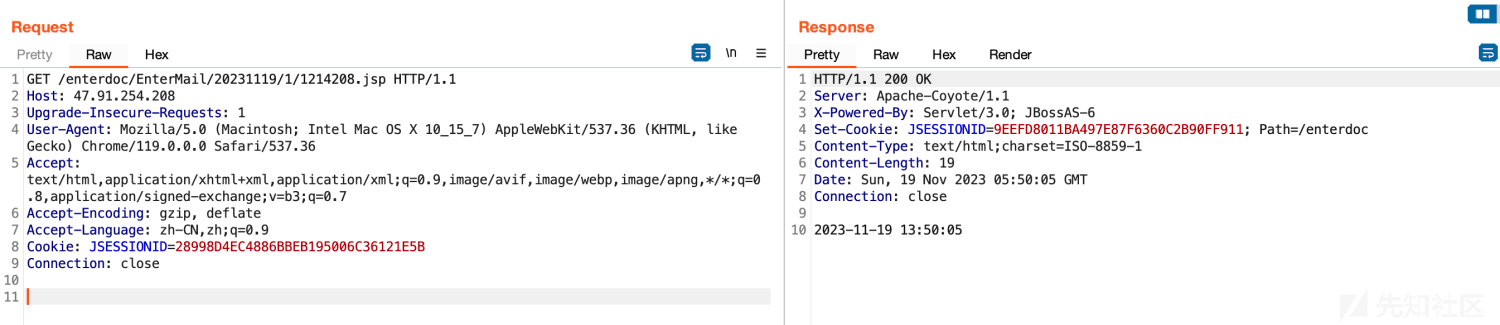 Request
Pretty Raw Hex \n
1 GET /enterdoc/EnterMail/20231119/1/1214208.jsp HTTP/1.1
2 Host: 47.91.254.208
3 Upgrade-Insecure-Requests: 1
4 User-Agent: Mozilla/5.0 (Macintosh; Intel Mac OS X 10_15_7) AppleWebKit/537.36 (KHTML, like
Gecko) Chrome/119.0.0.0 Safari/537.36
5 Accept:
text/html,application/xhtml+xml,application/xml;q=0.9,image/avif,image/webp,image/apng,*/*;q=0
.8,application/signed-exchange;v=b3;q=0.7
6 Accept-Encoding: gzip, deflate
7 Accept-Language: zh-CN,zh;q=0.9
8 Cookie: JSESSIONID=28998D4EC4886BBEB195006C36121E5B
9 Connection: close
10
11
Response
Pretty Raw Hex Render
1 HTTP/1.1 200 OK
2 Server: Apache-Coyote/1.1
3 X-Powered-By: Servlet/3.0; JBossAS-6
4 Set-Cookie: JSESSIONID=9EEFD8011BA497E87F6360C2B90FF911; Path=/enterdoc
5 Content-Type: text/html;charset=ISO-8859-1
6 Content-Length: 19
7 Date: Sun, 19 Nov 2023 05:50:05 GMT
8 Connection: close
9
10 2023-11-19 13:50:05
先知社区